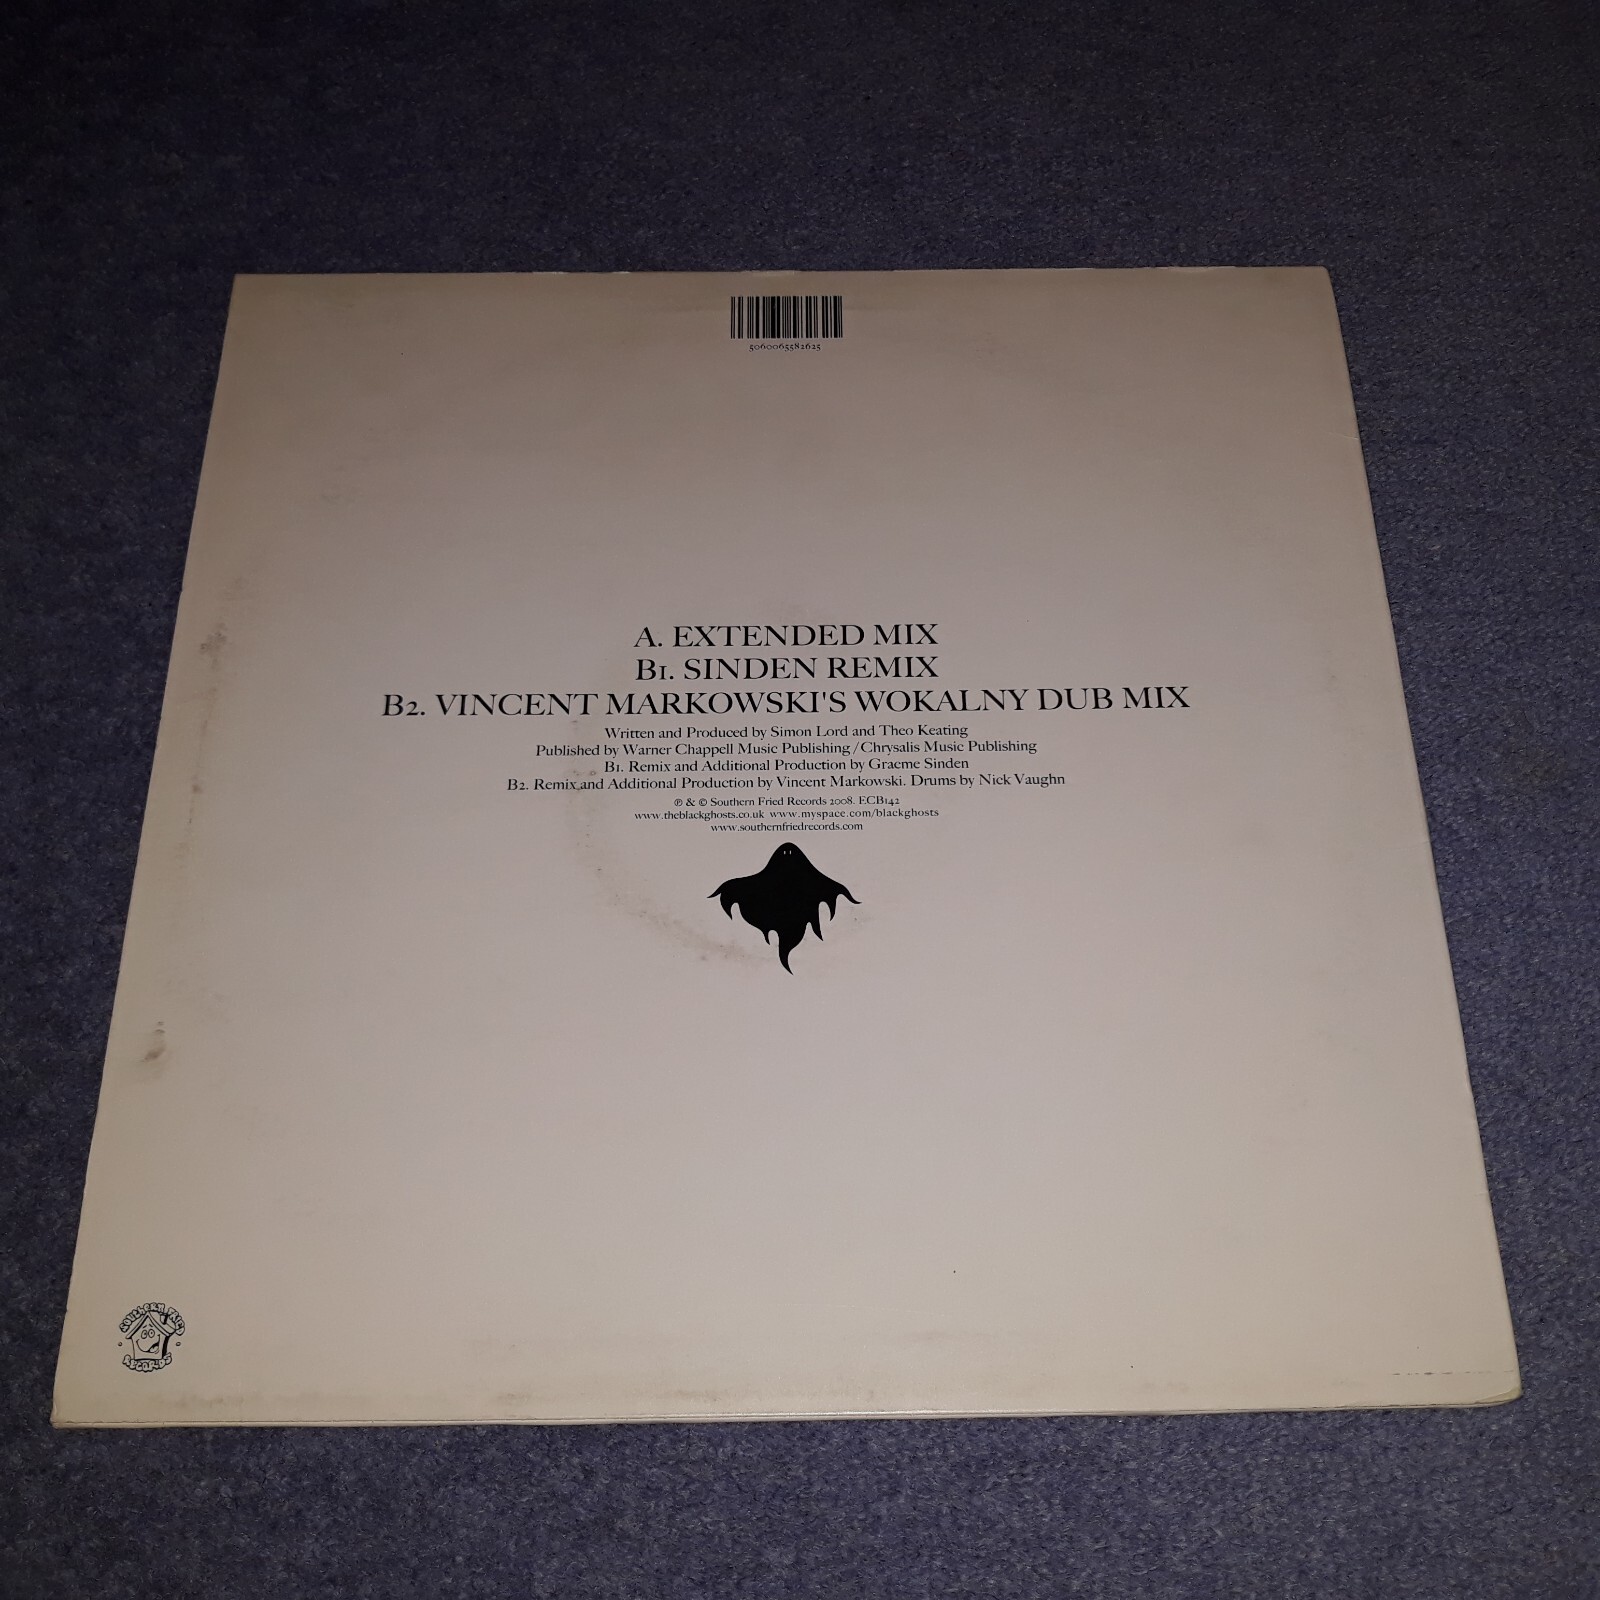 5060065582625
A. EXTENDED MIX
B1. SINDEN REMIX
B2. VINCENT MARKOWSKI'S WOKALNY DUB MIX
Written and Produced by Simon Lord and Theo Keating
Published by Warner Chappell Music Publishing / Chrysalis Music Publishing
B1. Remix and Additional Production by Graeme Sinden
B2. Remix and Additional Production by Vincent Markowski. Drums by Nick Vaughn
℗ & © Southern Fried Records 2008. ECB142
www.theblackghosts.co.uk www.myspace.com/blackghosts
www.southernfriedrecords.com
SOUTHERN FRIED
RECORDS